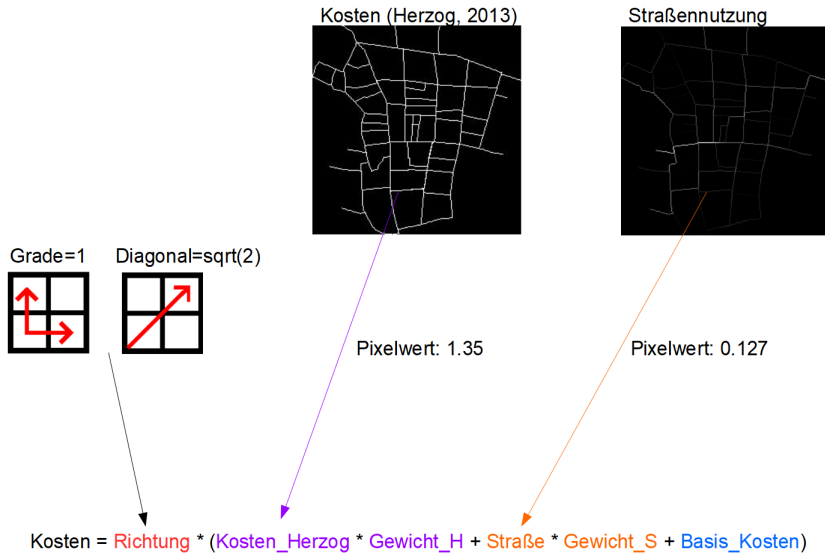 Kosten (Herzog, 2013)
Straßennutzung
Grade=1
Diagonal=sqrt(2)
Pixelwert: 1.35
Pixelwert: 0.127
Kosten = Richtung * (Kosten_Herzog * Gewicht_H + Straße * Gewicht_S + Basis_Kosten)